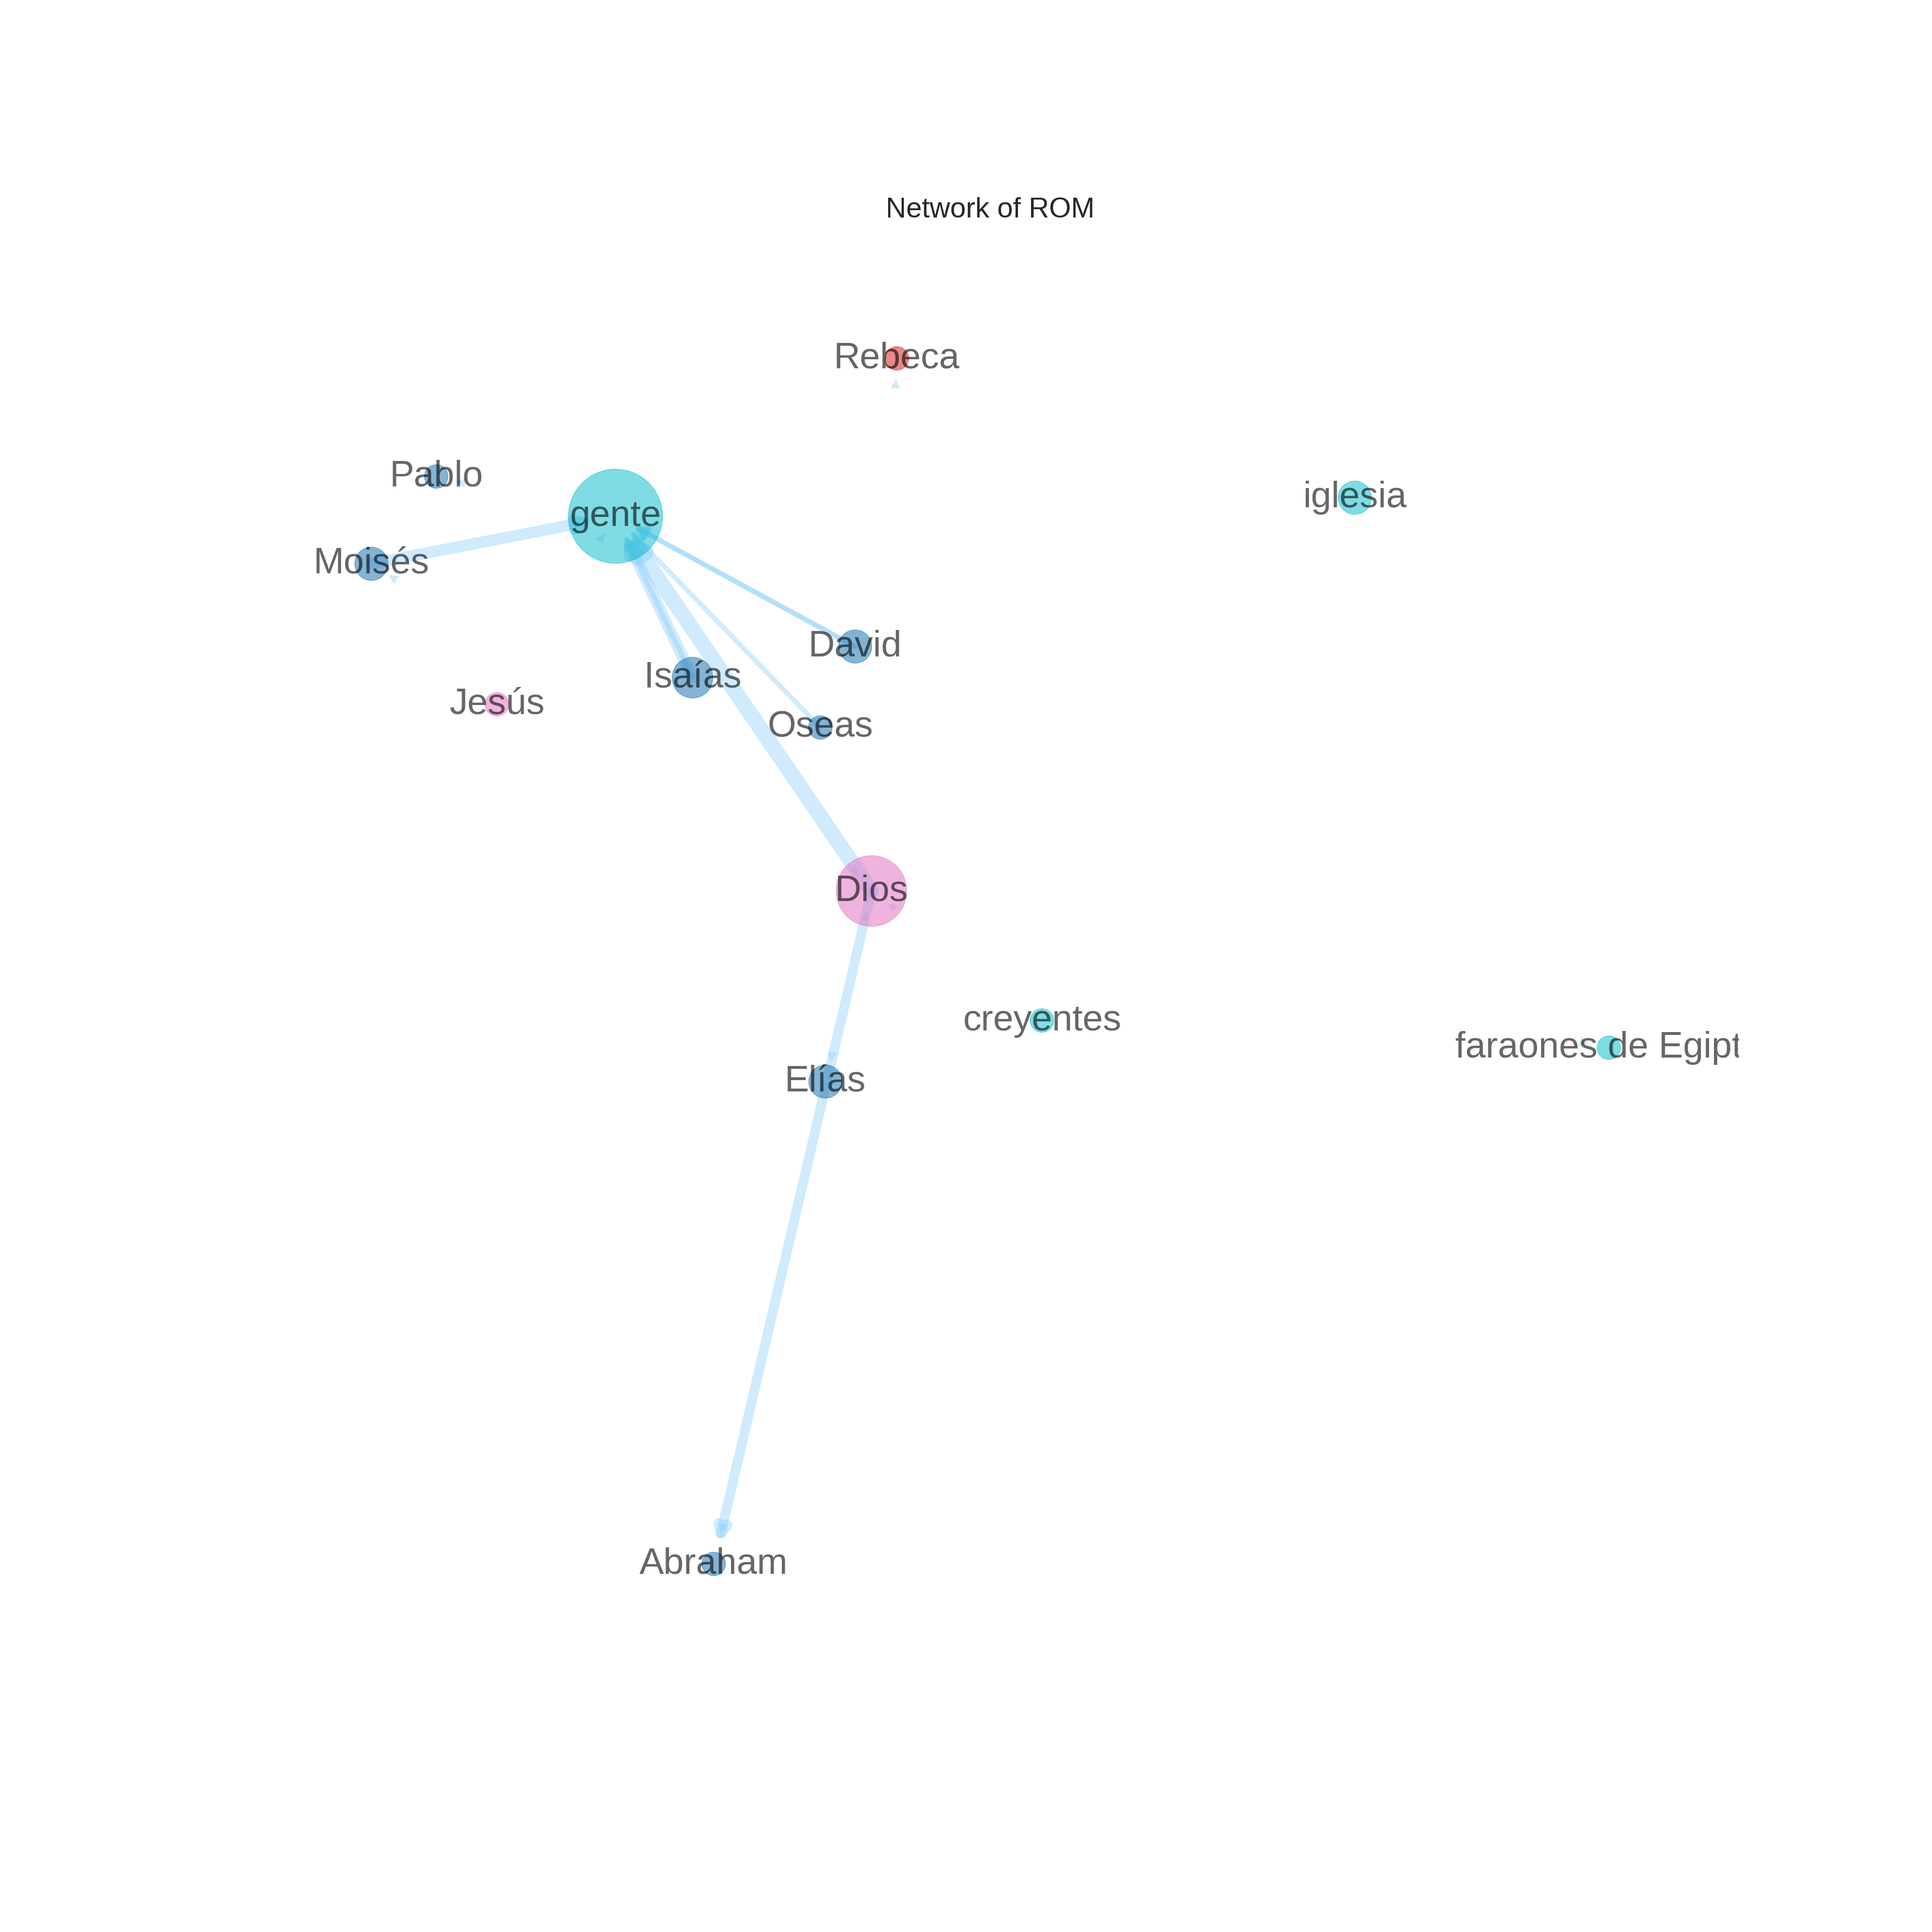 Network of ROM
Rebeca
Pablo
iglesia
gente
Moisés
David
Isaías
Jesús
Oseas
Dios
creyentes
faraones de Egipt
Elías
Abraham